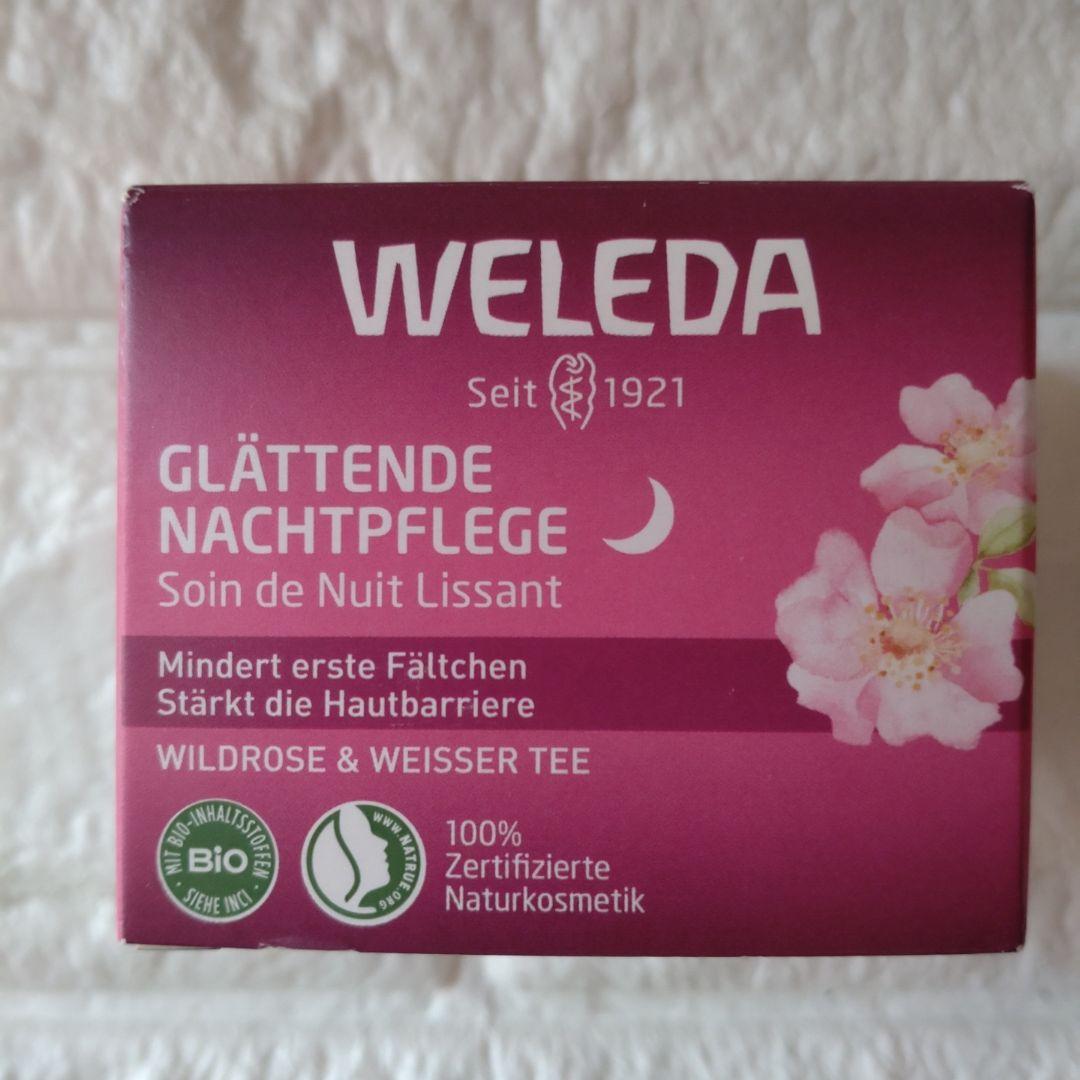 WELEDA
Seit 1921
GLÄTTENDE
NACHTPFLEGE
Soin de Nuit Lissant
Mindert erste Fältchen
Stärkt die Hautbarriere
WILDROSE & WEISSER TEE
MIT BIO-INHALTSSTOFFEN
BiO
SIEHE INCI
WWW.NATRUE.ORG
100%
Zertifizierte
Naturkosmetik